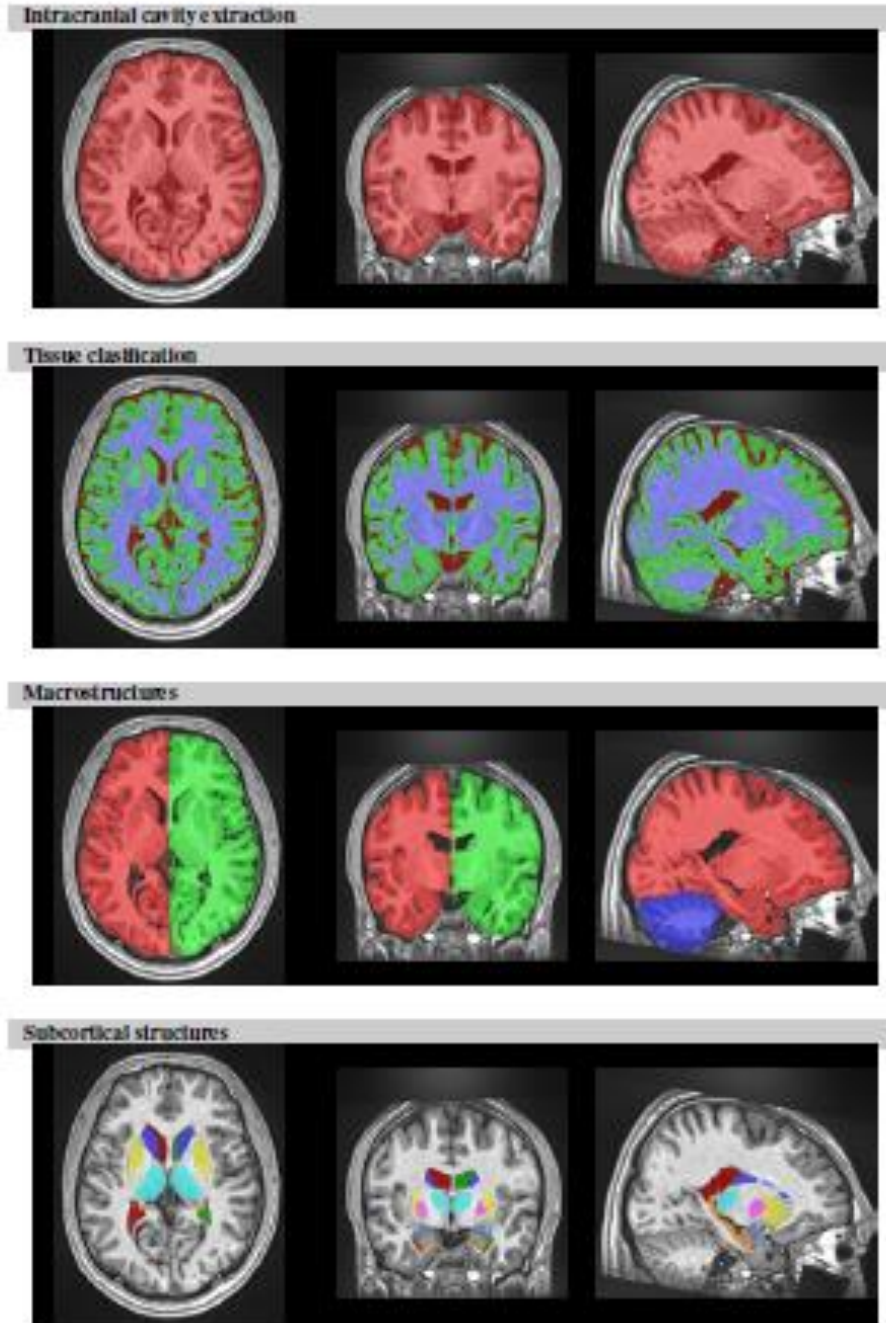 Intracranial cavity extraction
Tissue clasification
Macrostructures
Subcortical structures